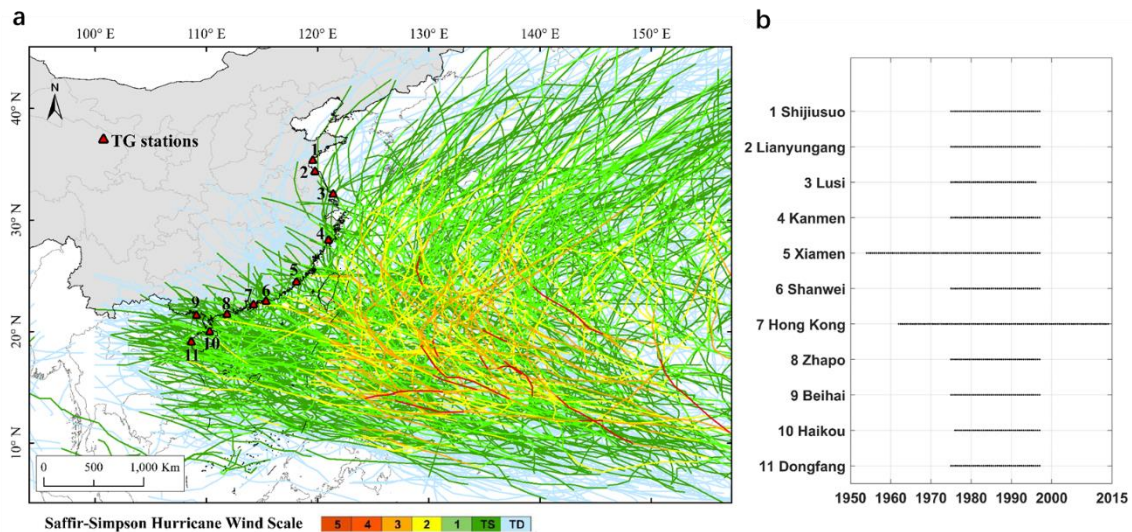 a
100° E 110° E 120° E 130° E 140° E 150° E
40° N
30° N
20° N
10° N
N
TG stations
1
2
3
4
5
6
7
8
9
10
11
0 500 1,000 Km
Saffir-Simpson Hurricane Wind Scale 5 4 3 2 1 TS TD
b
1 Shijiusuo
2 Lianyungang
3 Lusi
4 Kanmen
5 Xiamen
6 Shanwei
7 Hong Kong
8 Zhapo
9 Beihai
10 Haikou
11 Dongfang
1950 1960 1970 1980 1990 2000 2015